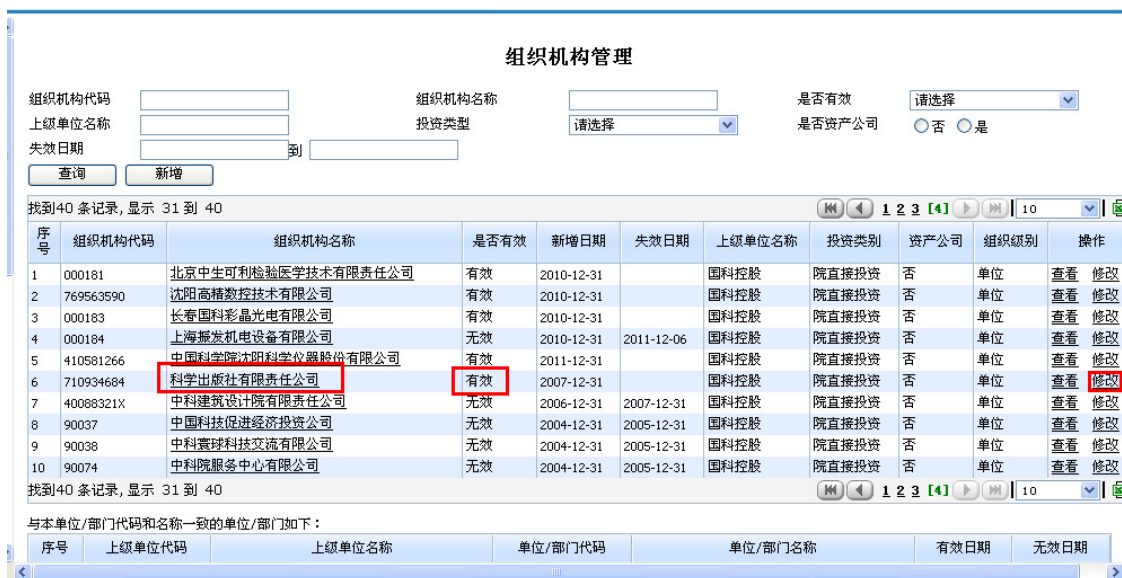 组织机构管理
组织机构代码 组织机构名称 是否有效 请选择
上级单位名称 投资类型 请选择 是否资产公司 否 是
失效日期 到
查询 新增
找到40 条记录, 显示 31 到 40 1 2 3 [4] 10
序号 组织机构代码 组织机构名称 是否有效 新增日期 失效日期 上级单位名称 投资类别 资产公司 组织级别 操作
1 000181 北京中生可利检验医学技术有限责任公司 有效 2010-12-31 国科控股 院直接投资 否 单位 查看 修改
2 769563590 沈阳高精数控技术有限公司 有效 2010-12-31 国科控股 院直接投资 否 单位 查看 修改
3 000183 长春国科彩晶光电有限公司 有效 2010-12-31 国科控股 院直接投资 否 单位 查看 修改
4 000184 上海振发机电设备有限公司 无效 2010-12-31 2011-12-06 国科控股 院直接投资 否 单位 查看 修改
5 410581266 中国科学院沈阳科学仪器股份有限公司 有效 2011-12-31 国科控股 院直接投资 否 单位 查看 修改
6 710934684 科学出版社有限责任公司 有效 2007-12-31 国科控股 院直接投资 否 单位 查看 修改
7 40088321X 中科建筑设计院有限责任公司 无效 2006-12-31 2007-12-31 国科控股 院直接投资 否 单位 查看 修改
8 90037 中国科技促进经济投资公司 无效 2004-12-31 2005-12-31 国科控股 院直接投资 否 单位 查看 修改
9 90038 中科寰球科技交流有限公司 无效 2004-12-31 2005-12-31 国科控股 院直接投资 否 单位 查看 修改
10 90074 中科院服务中心有限公司 无效 2004-12-31 2005-12-31 国科控股 院直接投资 否 单位 查看 修改
找到40 条记录, 显示 31 到 40 1 2 3 [4] 10
与本单位/部门代码和名称一致的单位/部门如下：
序号 上级单位代码 上级单位名称 单位/部门代码 单位/部门名称 有效日期 无效日期